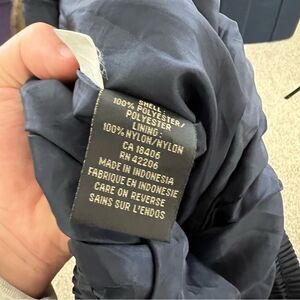 SHELL:
100% POLYESTER/
POLYESTER
LINING:
100% NYLON/NYLON
CA 18406
RN 42206
MADE IN INDONESIA
FABRIQUE EN INDONESIE
CARE ON REVERSE
SAINS SUR L'ENDOS